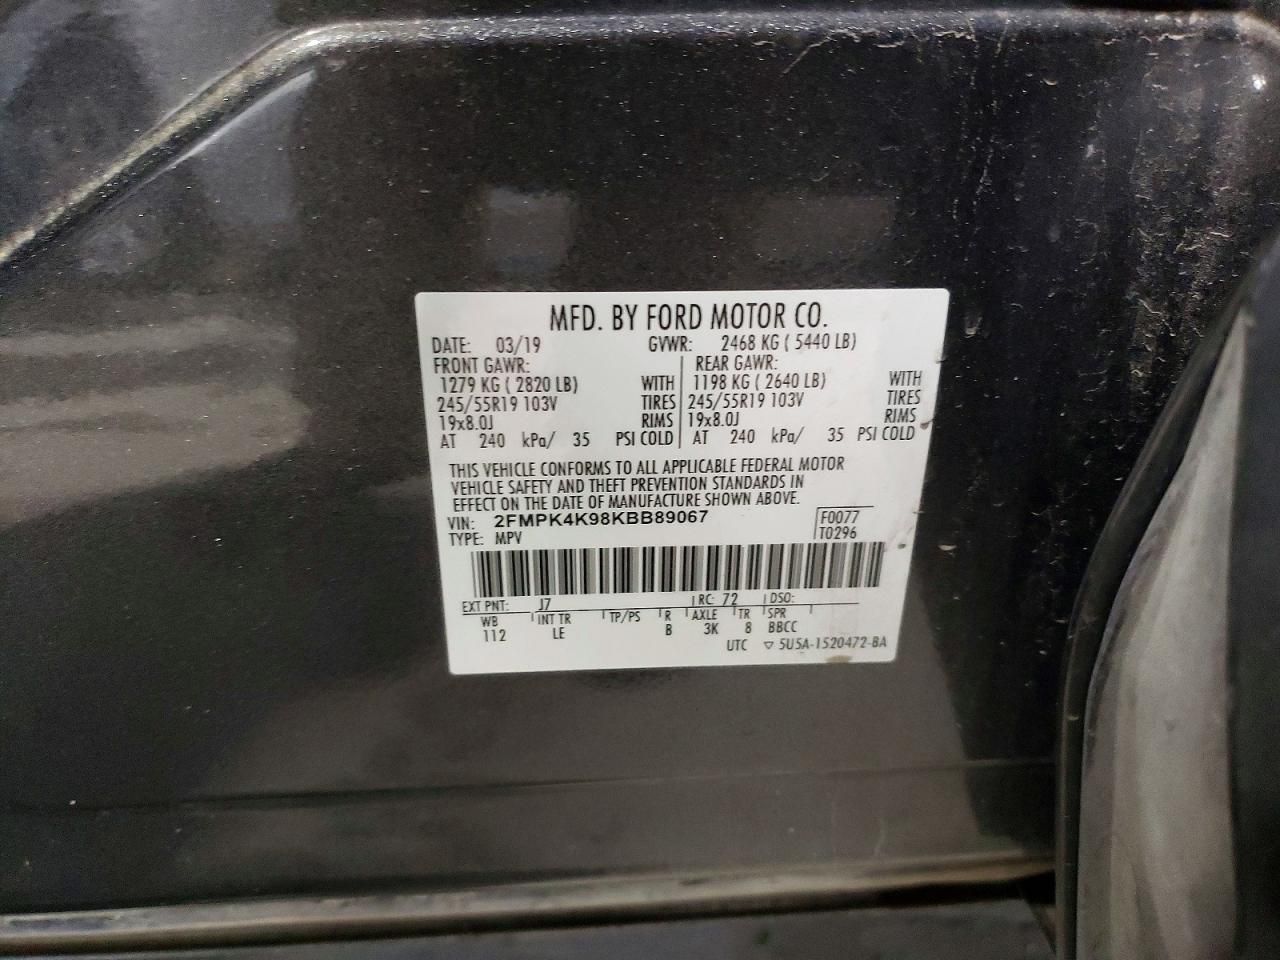 MFD. BY FORD MOTOR CO.
DATE: 03/19 GVWR: 2468 KG ( 5440 LB)
FRONT GAWR: REAR GAWR:
1279 KG ( 2820 LB) WITH 1198 KG ( 2640 LB) WITH
245/55R19 103V TIRES 245/55R19 103V TIRES
19x8.0J RIMS 19x8.0J RIMS
AT 240 kPa/ 35 PSI COLD AT 240 kPa/ 35 PSI COLD
THIS VEHICLE CONFORMS TO ALL APPLICABLE FEDERAL MOTOR
VEHICLE SAFETY AND THEFT PREVENTION STANDARDS IN
EFFECT ON THE DATE OF MANUFACTURE SHOWN ABOVE.
VIN: 2FMPK4K98KBB89067 F0077
TYPE: MPV T0296
EXT PNT: J7 RC: 72 DSO:
WB INT TR TP/PS R AXLE TR SPR
112 LE B 3K 8 BBCC
UTC ▽ 5U5A-1520472-BA